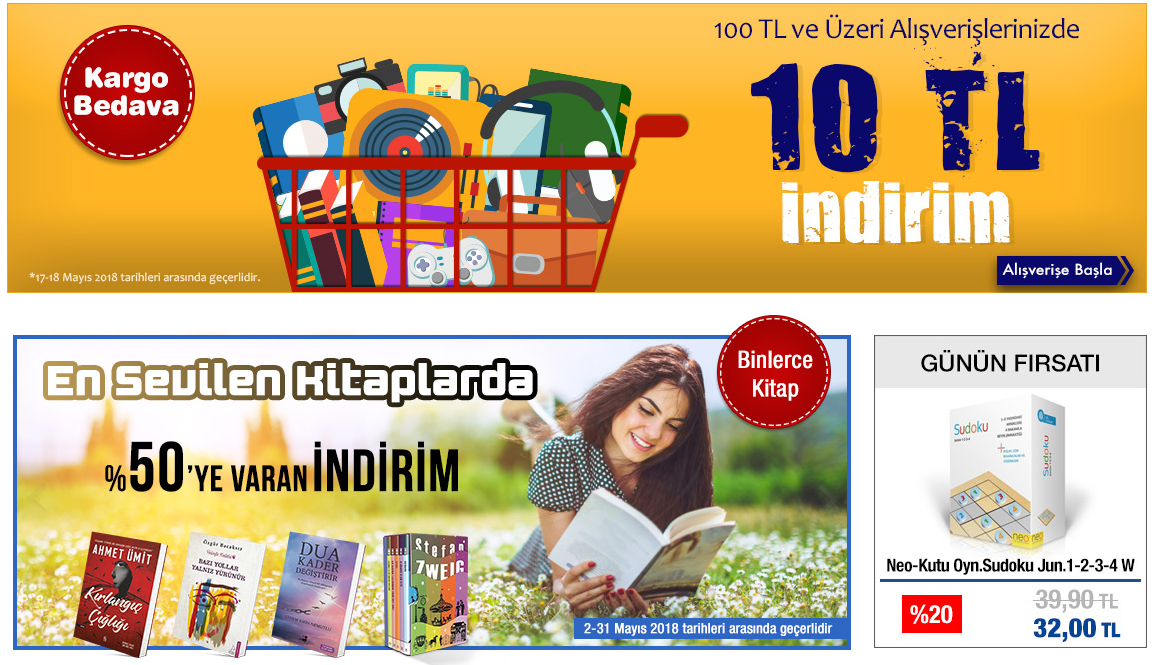 100 TL ve Üzeri Alışverişlerinizde
Kargo
Bedava
10 TL
indirim
*17-18 Mayıs 2018 tarihleri arasında geçerlidir.
Alışverişe Başla
En Sevilen Kitaplarda
Binlerce
Kitap
%50'YE VARAN İNDİRİM
AHMET ÜMİT
Kırlangıç
Çığlığı
BAZI YOLLAR
YALNIZ YÜRÜNÜR
DUA
KADER
DEĞİŞTİRİR
Stefan
ZWEIG
2-31 Mayıs 2018 tarihleri arasında geçerlidir
GÜNÜN FIRSATI
Sudoku
Sudoku
neo
neo
Neo-Kutu Oyn.Sudoku Jun.1-2-3-4 W
%20
39,90 TL
32,00 TL